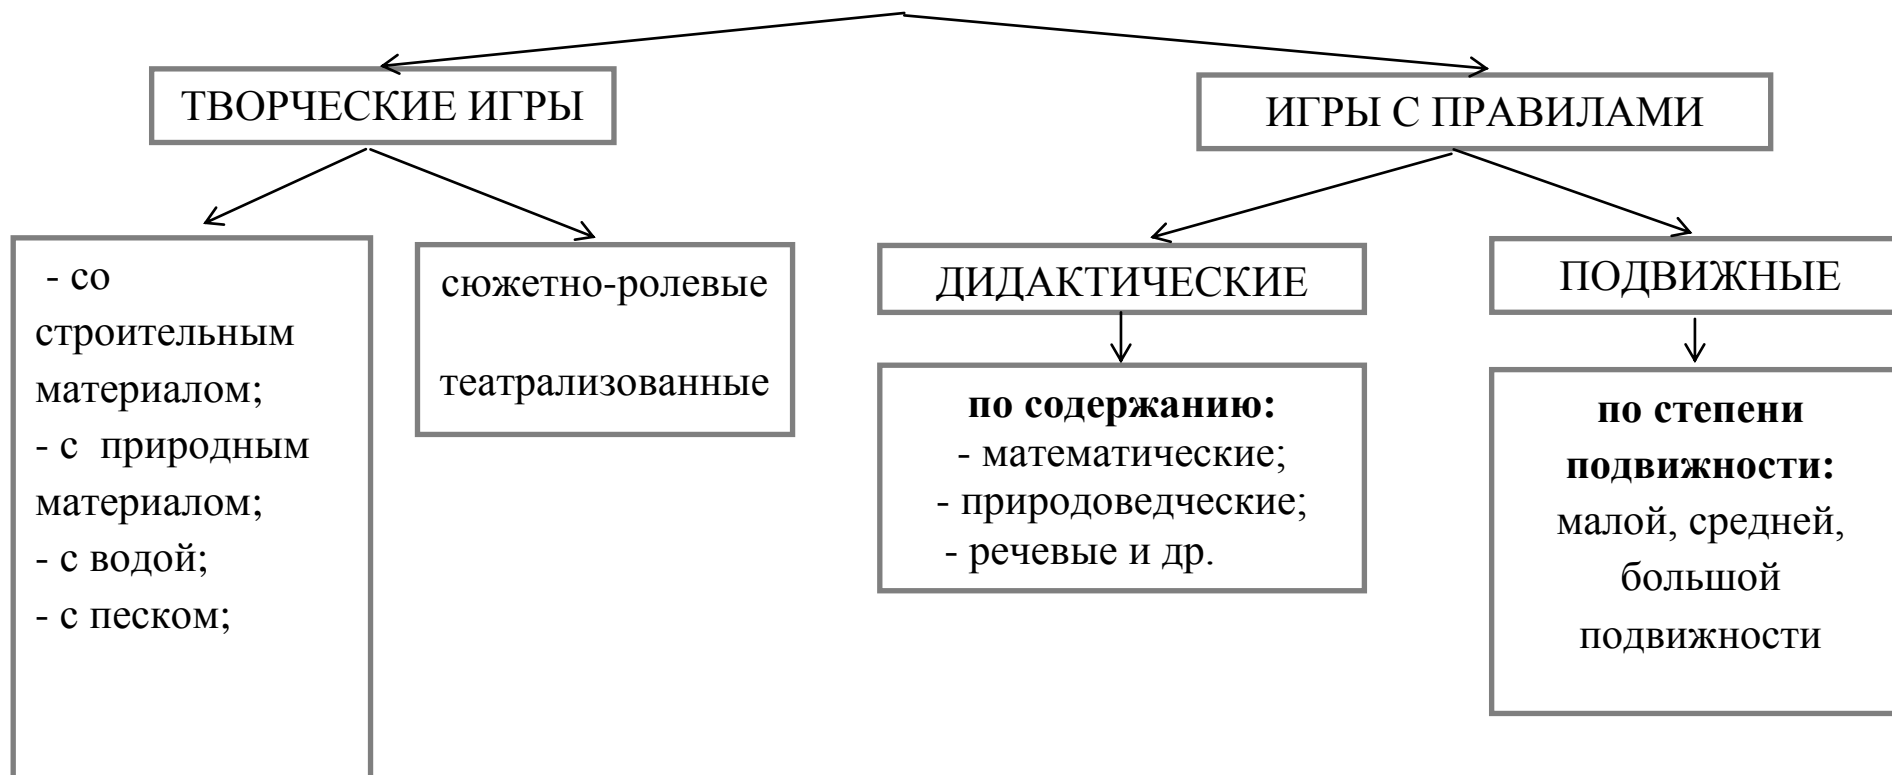 ТВОРЧЕСКИЕ ИГРЫ
ИГРЫ С ПРАВИЛАМИ
- со
строительным
материалом;
- с природным
материалом;
- с водой;
- с песком;
сюжетно-ролевые
театрализованные
ДИДАКТИЧЕСКИЕ
по содержанию:
- математические;
- природоведческие;
- речевые и др.
ПОДВИЖНЫЕ
по степени
подвижности:
малой, средней,
большой
подвижности